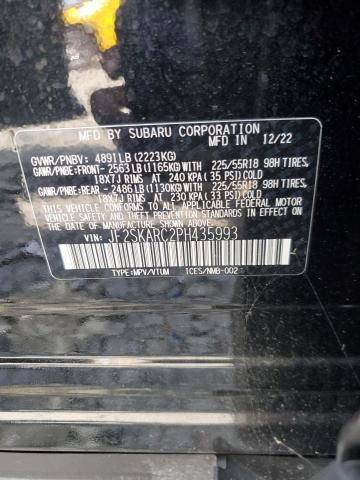 MFD BY SUBARU CORPORATION
12/22
GVWR/PNBV: 4891LB (2223KG)
GAWR/PNBE:FRONT- 2563LB (1165KG)WITH 225/55R18 98H TIRES,
18X7J RIMS AT 240 KPA (35 PSI)COLD
GAWR/PNBE:REAR - 2486LB (1130KG)WITH 225/55R18 98H TIRES,
18X7J RIMS AT 230 KPA (33 PSI)COLD
THIS VEHICLE CONFORMS TO ALL APPLICABLE FEDERAL MOTOR
VEHICLE SAFETY, BUMPER, AND THEFT PREVENTION STANDARDS IN EFFECT ON THE
DATE OF MANUFACTURE SHOWN ABOVE.
VIN: JF2SKARC2PH435993
TYPE:MPV/VTUM ICES/NMB-002